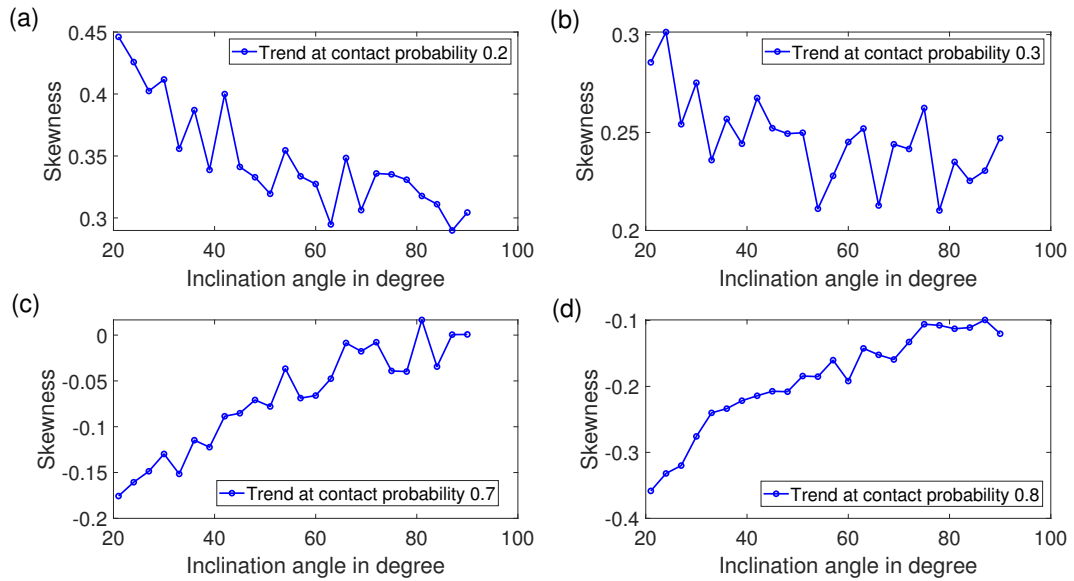 (a)
0.45
0.4
0.35
0.3
Skewness
Trend at contact probability 0.2
20 40 60 80 100
Inclination angle in degree
(b)
0.3
0.25
0.2
Skewness
Trend at contact probability 0.3
20 40 60 80 100
Inclination angle in degree
(c)
0
-0.05
-0.1
-0.15
-0.2
Skewness
Trend at contact probability 0.7
20 40 60 80 100
Inclination angle in degree
(d)
-0.1
-0.2
-0.3
-0.4
Skewness
Trend at contact probability 0.8
20 40 60 80 100
Inclination angle in degree